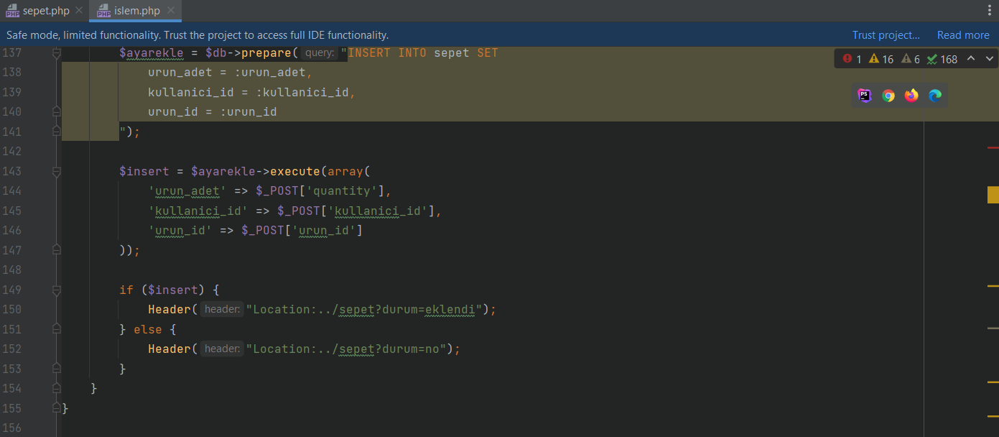 sepet.php islem.php
Safe mode, limited functionality. Trust the project to access full IDE functionality. Trust project... Read more
137 $ayarekle = $db->prepare( query: "INSERT INTO sepet SET
1 16 6 168
138 urun_adet = :urun_adet,
139 kullanici_id = :kullanici_id,
140 urun_id = :urun_id
141 ");
142
143 $insert = $ayarekle->execute(array(
144 'urun_adet' => $_POST['quantity'],
145 'kullanici_id' => $_POST['kullanici_id'],
146 'urun_id' => $_POST['urun_id']
147 ));
148
149 if ($insert) {
150 Header( header: "Location:../sepet?durum=eklendi");
151 } else {
152 Header( header: "Location:../sepet?durum=no");
153 }
154 }
155 }
156